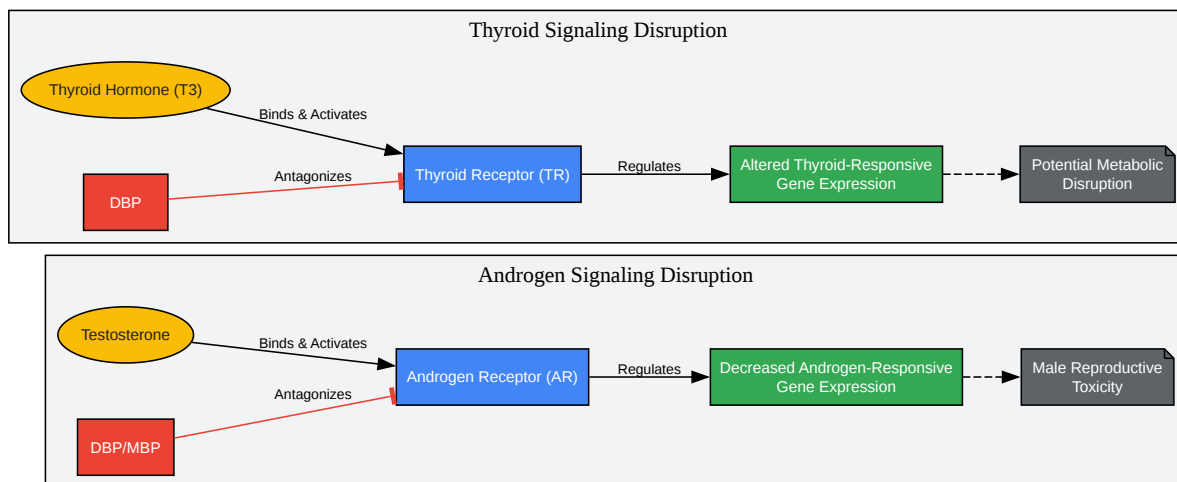 Thyroid Signaling Disruption
Thyroid Hormone (T3)
Binds & Activates
DBP
Antagonizes
Thyroid Receptor (TR)
Regulates
Altered Thyroid-Responsive
Gene Expression
Potential Metabolic
Disruption
Androgen Signaling Disruption
Testosterone
Binds & Activates
DBP/MBP
Antagonizes
Androgen Receptor (AR)
Regulates
Decreased Androgen-Responsive
Gene Expression
Male Reproductive
Toxicity